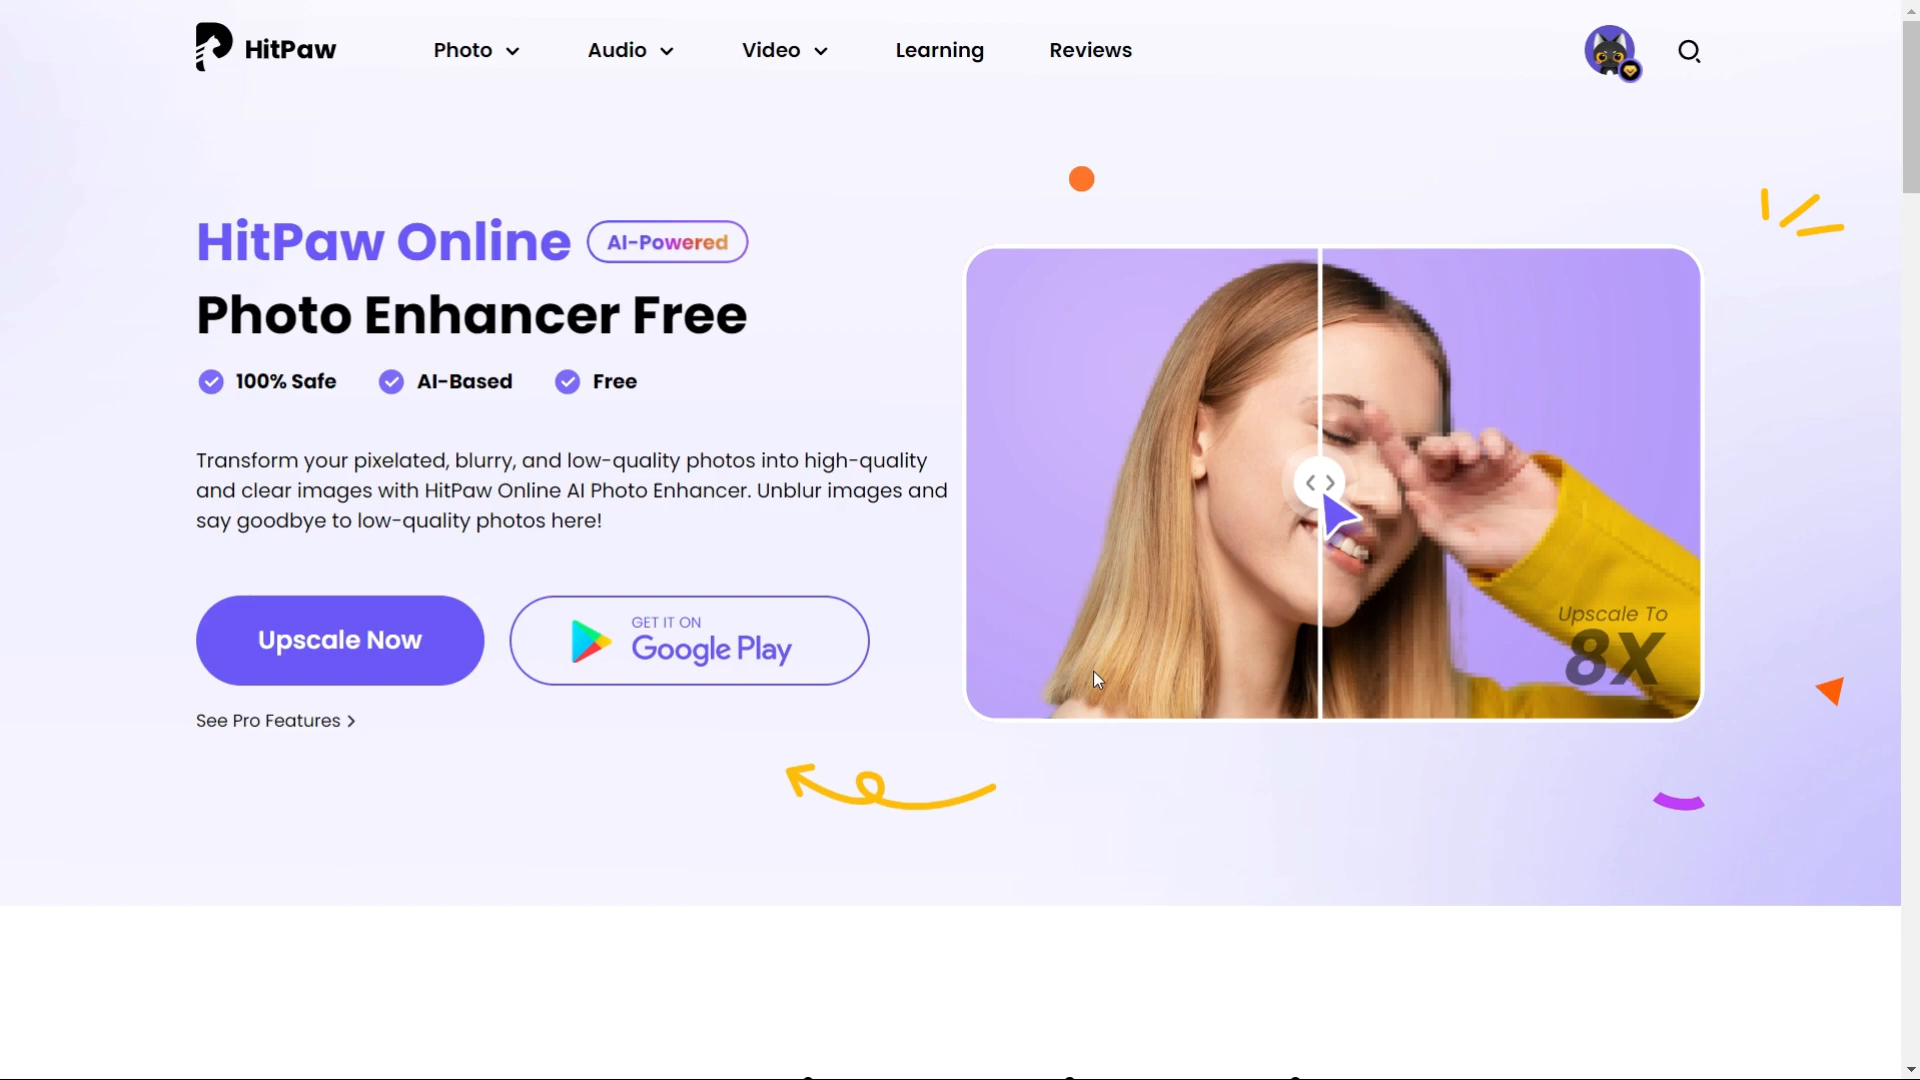 HitPaw
Photo
Audio
Video
Learning
Reviews
HitPaw Online
AI-Powered
Photo Enhancer Free
100% Safe
AI-Based
Free
Transform your pixelated, blurry, and low-quality photos into high-quality
and clear images with HitPaw Online AI Photo Enhancer. Unblur images and
say goodbye to low-quality photos here!
Upscale Now
GET IT ON
Google Play
See Pro Features
Upscale To
8X